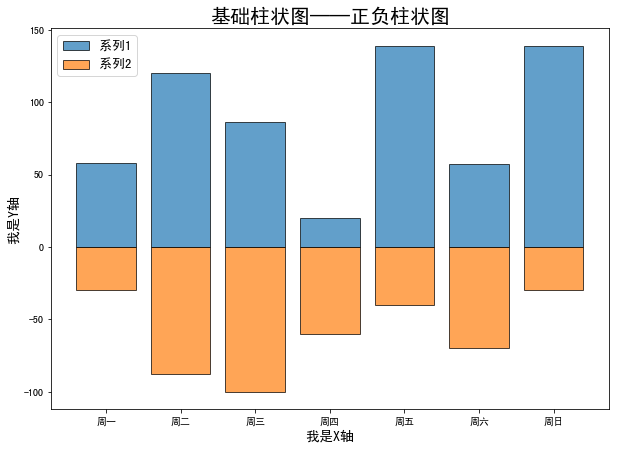 基础柱状图——正负柱状图
系列1
系列2
150
100
50
0
−50
−100
我是Y轴
周一 周二 周三 周四 周五 周六 周日
我是X轴